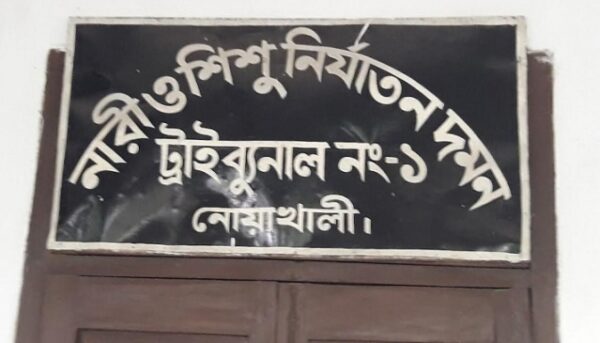 নারী ও শিশু নির্যাতন দমন
ট্রাইব্যুনাল নং-১
নোয়াখালী।